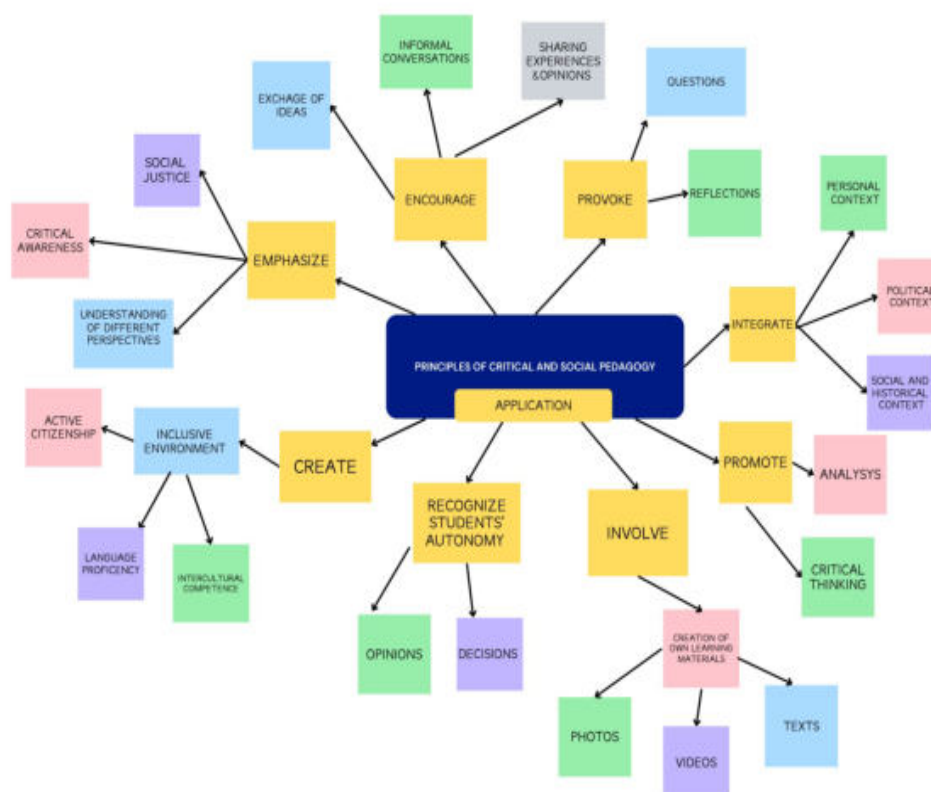 INFORMAL
CONVERSATIONS
SHARING
EXPERIENCES
&OPINIONS
EXCHAGE OF
IDEAS
QUESTIONS
SOCIAL
JUSTICE
ENCOURAGE
PROVOKE
REFLECTIONS
PERSONAL
CONTEXT
CRITICAL
AWARENESS
EMPHASIZE
POLITICAL
CONTEXT
UNDERSTANDING
OF DIFFERENT
PERSPECTIVES
INTEGRATE
PRINCIPLES OF CRITICAL AND SOCIAL PEDAGOGY
APPLICATION
SOCIAL AND
HISTORICAL
CONTEXT
ACTIVE
CITIZENSHIP
INCLUSIVE
ENVIRONMENT
CREATE
RECOGNIZE
STUDENTS'
AUTONOMY
INVOLVE
PROMOTE
ANALYSYS
LANGUAGE
PROFICENCY
INTERCULTURAL
COMPETENCE
CRITICAL
THINKING
OPINIONS
DECISIONS
CREATION OF
OWN LEARNING
MATERIALS
PHOTOS
VIDEOS
TEXTS